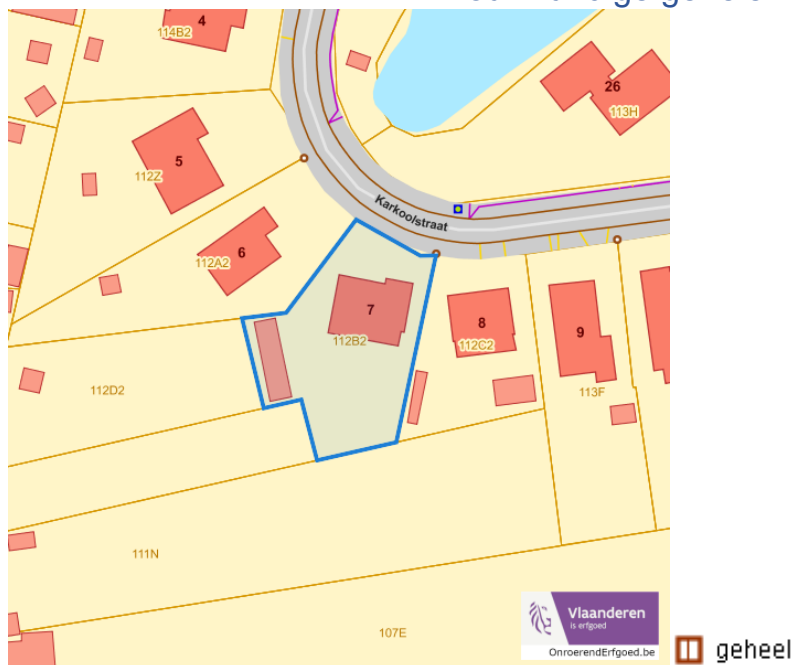 4
114B2
26
113H
5
112Z
Karkoolstraat
6
112A2
7
112B2
8
112C2
9
113F
112D2
111N
107E
Vlaanderen
is erfgoed
OnroerendErfgoed.be
geheel